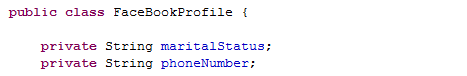 public class FaceBookProfile {
private String maritalStatus;
private String phoneNumber;